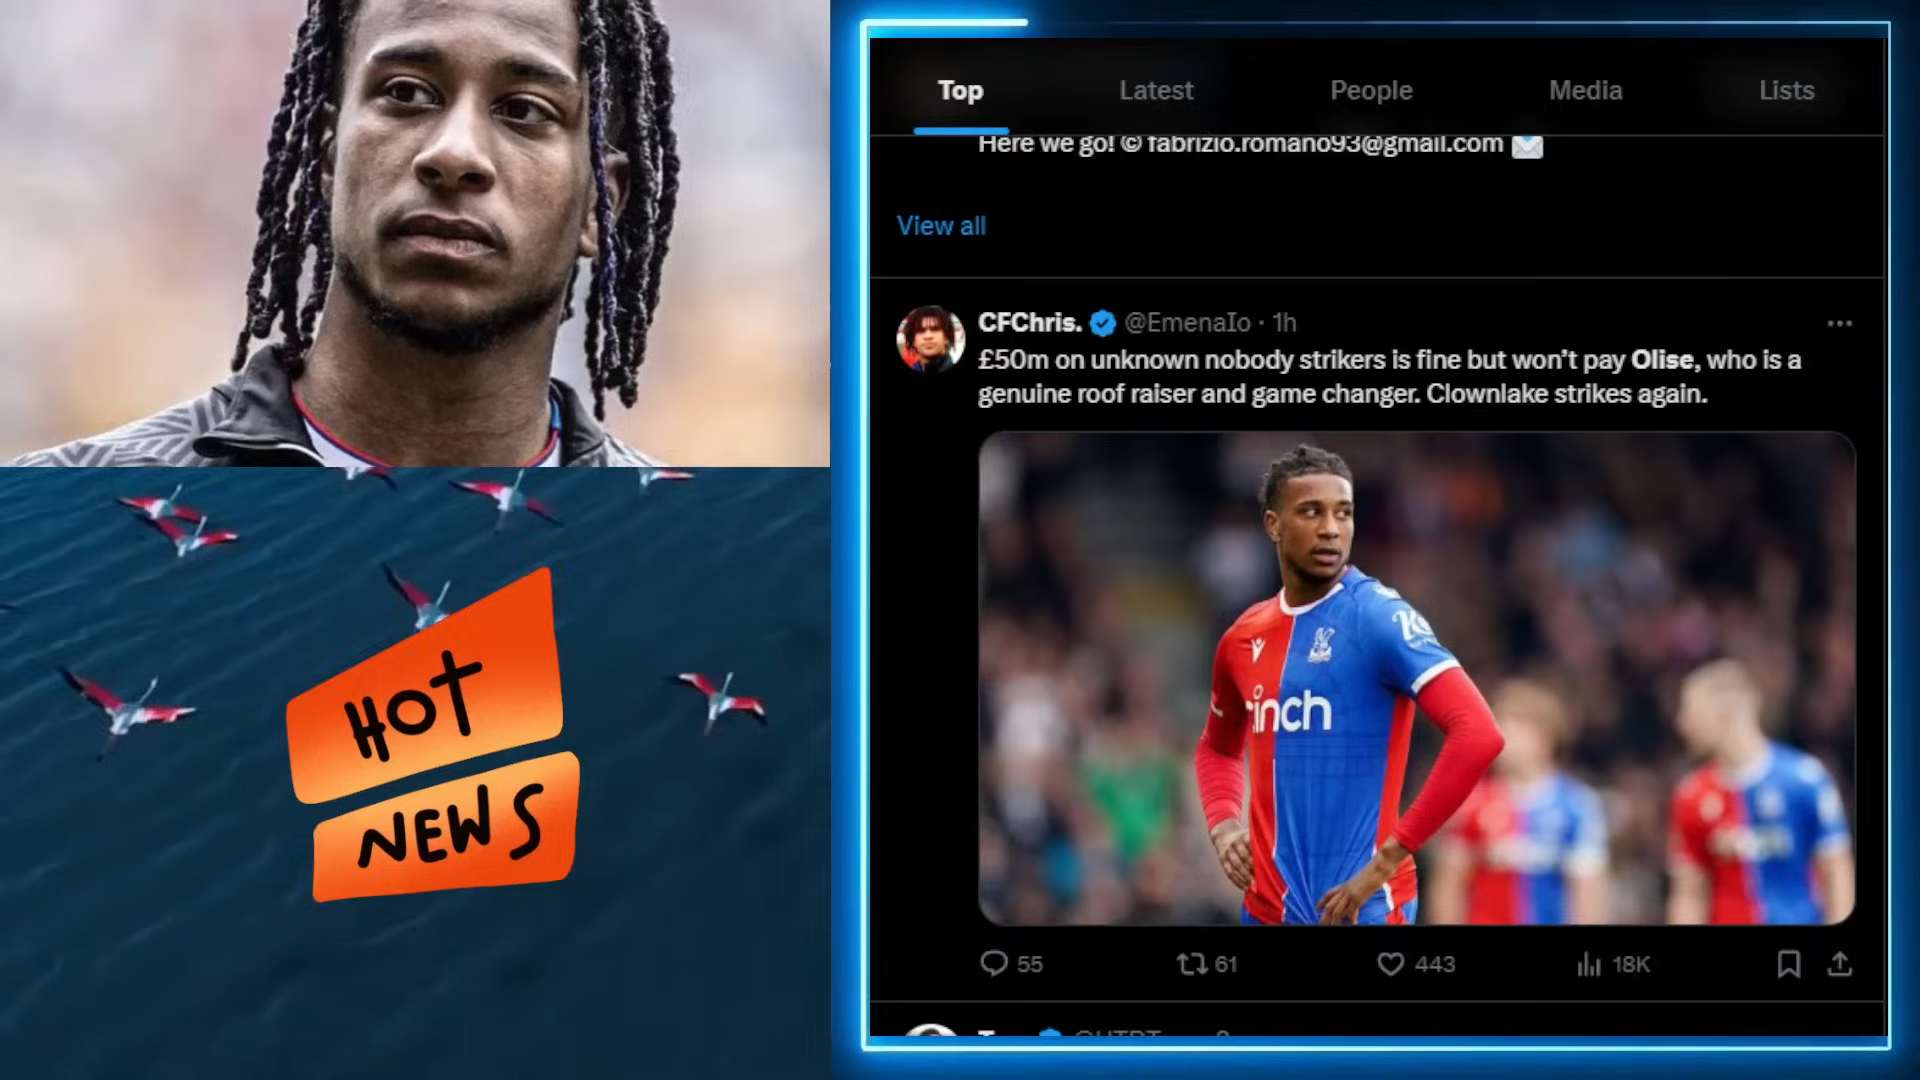 HOT
NEWS
Top
Latest
People
Media
Lists
Here we go! © fabrizio.romano93@gmail.com
View all
CFChris. @EmenaIo · 1h
£50m on unknown nobody strikers is fine but won't pay Olise, who is a
genuine roof raiser and game changer. Clownlake strikes again.
cinch
55
61
443
18K